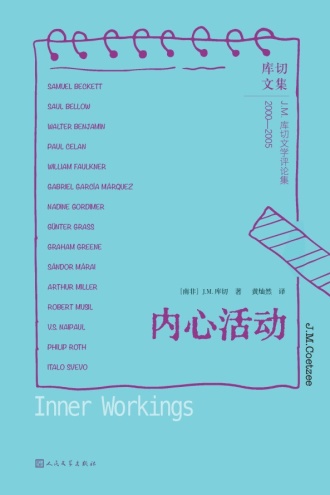 库切
文集
J.M. 库切文学评论集
2000—2005
SAMUEL BECKETT
SAUL BELLOW
WALTER BENJAMIN
PAUL CELAN
WILLIAM FAULKNER
GABRIEL GARCÍA MÁRQUEZ
NADINE GORDIMER
GÜNTER GRASS
GRAHAM GREENE
SÁNDOR MÁRAI
ARTHUR MILLER
ROBERT MUSIL
V.S. NAIPAUL
PHILIP ROTH
ITALO SVEVO
[南非] J.M. 库切 著 黄灿然 译
内心活动
J.M.Coetzee
Inner Workings
人民文学出版社